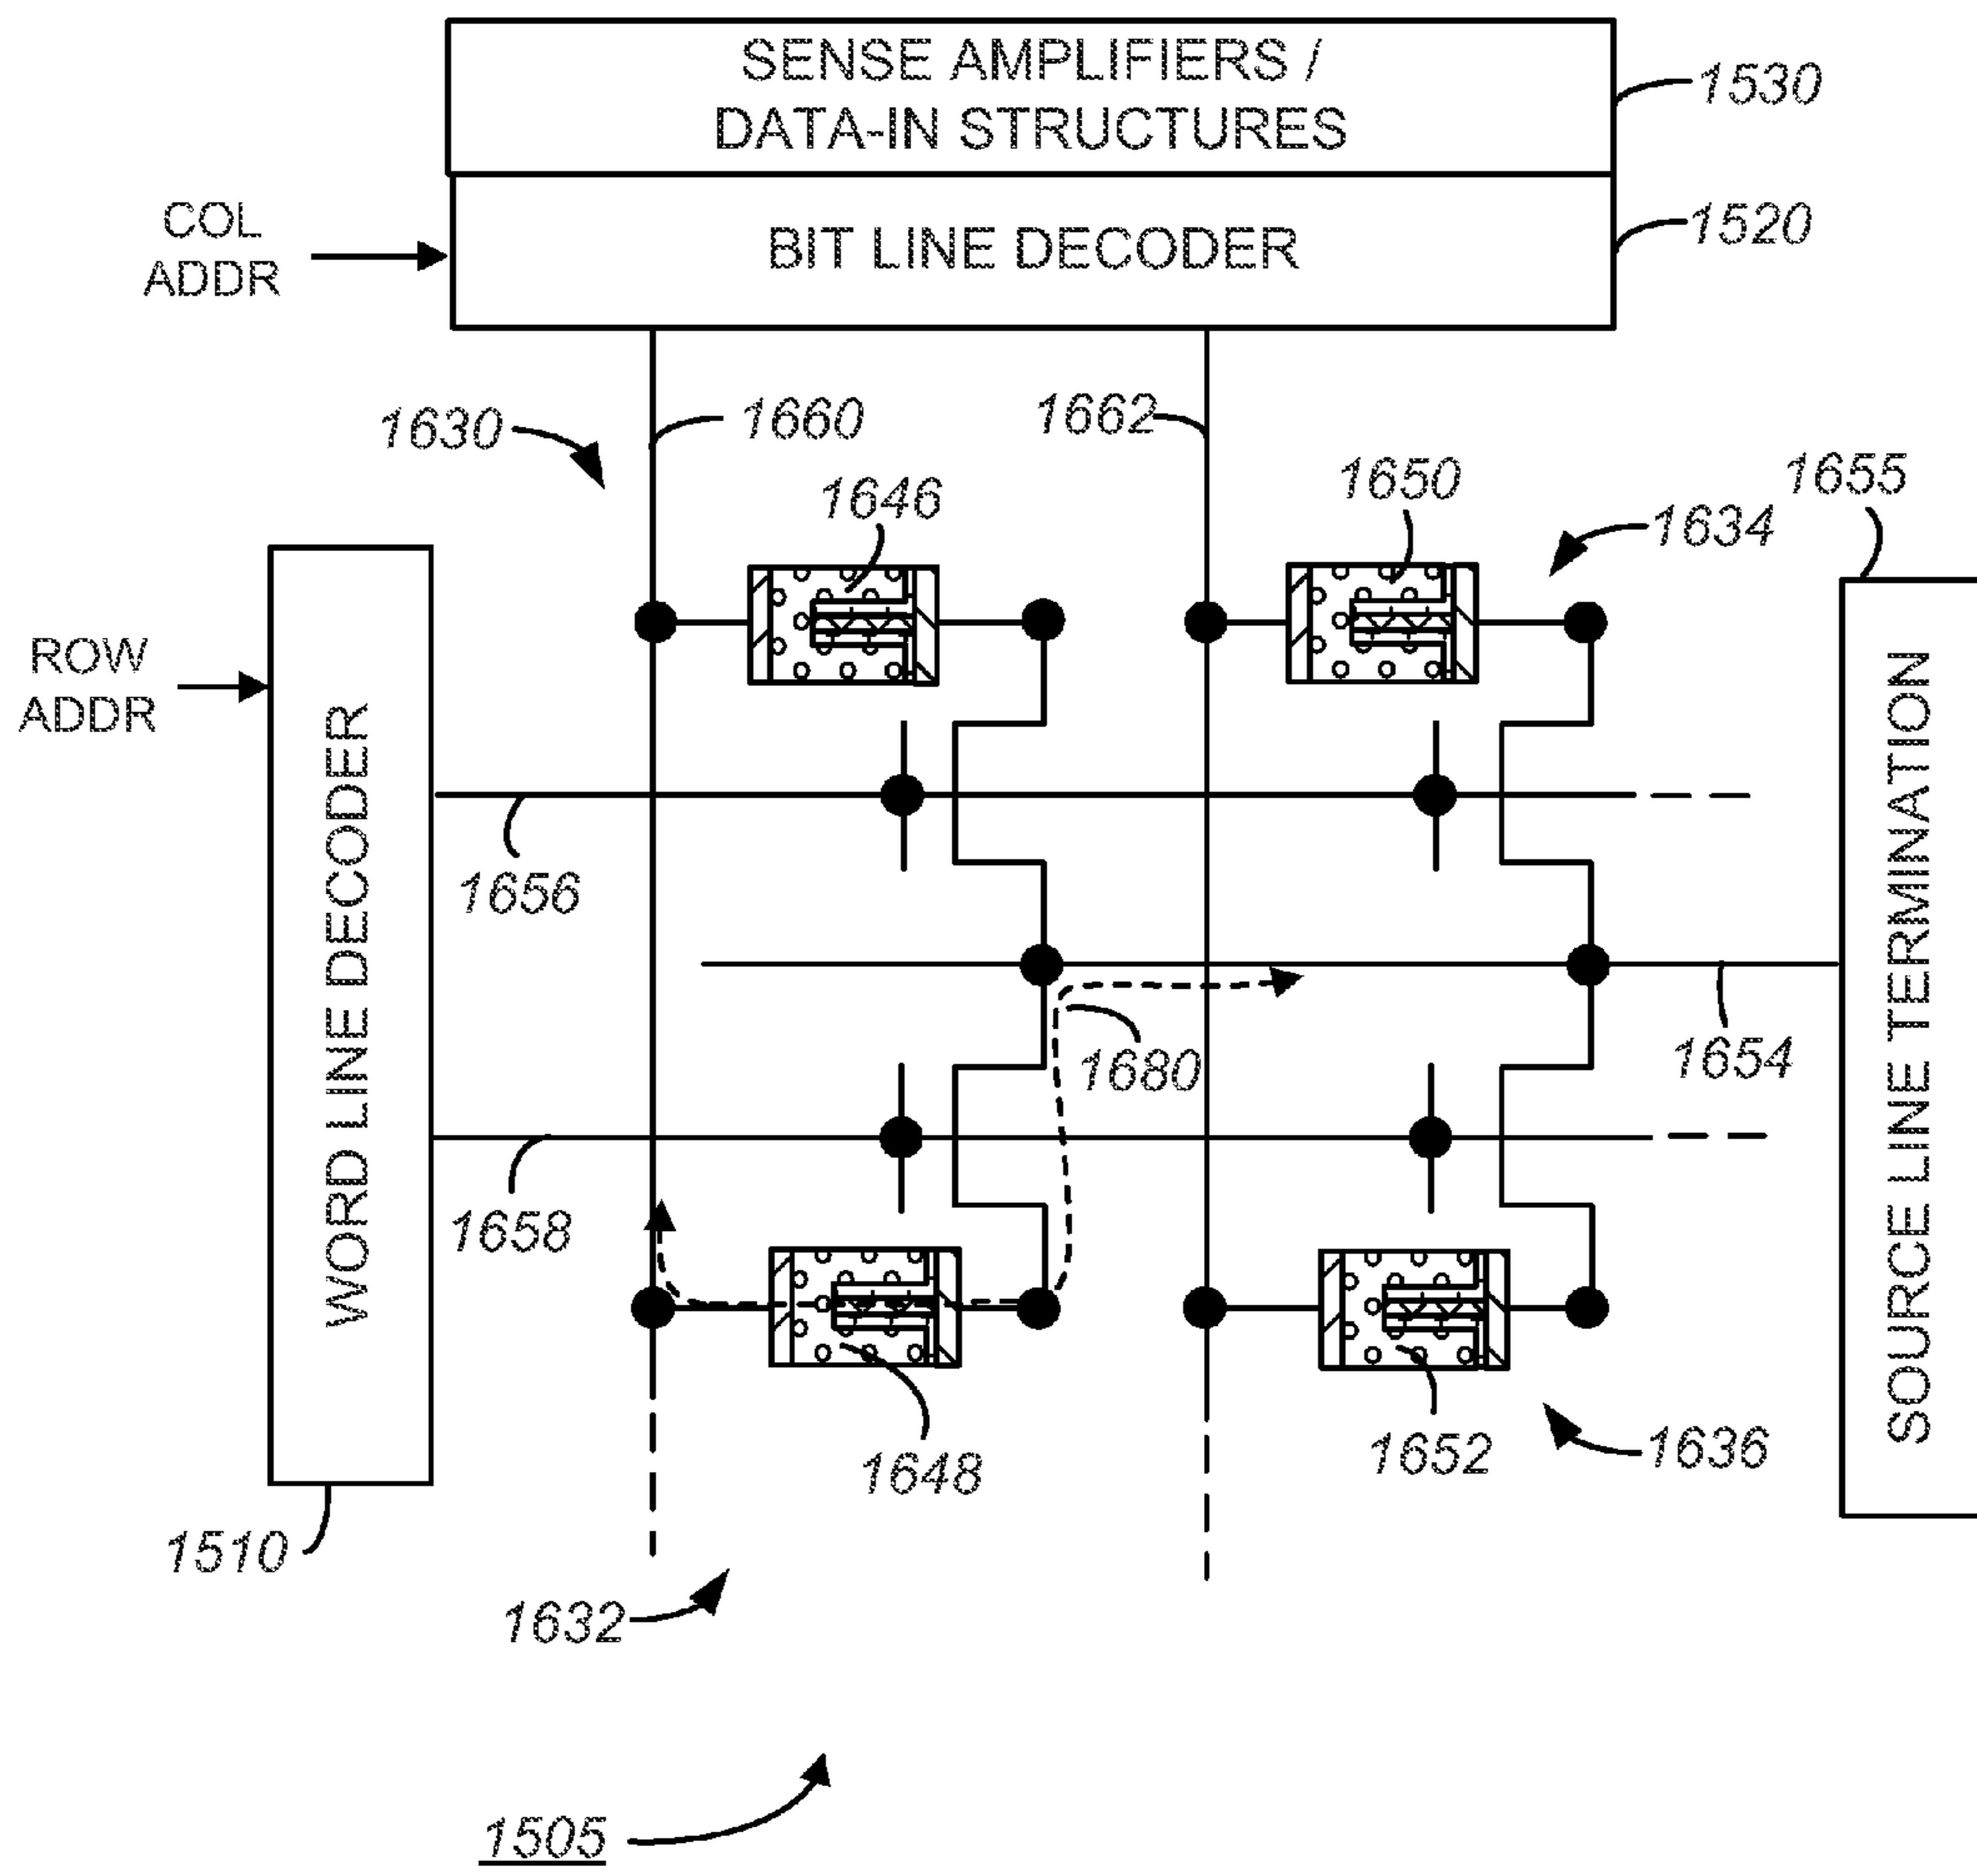 SENSE AMPLIFIERS /
DATA-IN STRUCTURES
1530
COL
ADDR
BIT LINE DECODER
1520
1630
1660
1662
1646
1650
1655
1634
ROW
ADDR
WORD LINE DECODER
SOURCE LINE TERMINATION
1656
1680
1654
1658
1648
1652
1636
1510
1632
1505